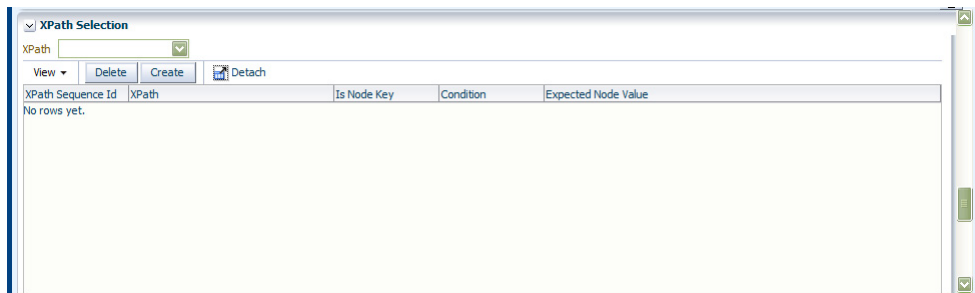 XPath Selection
XPath
View Delete Create Detach
XPath Sequence Id XPath Is Node Key Condition Expected Node Value
No rows yet.